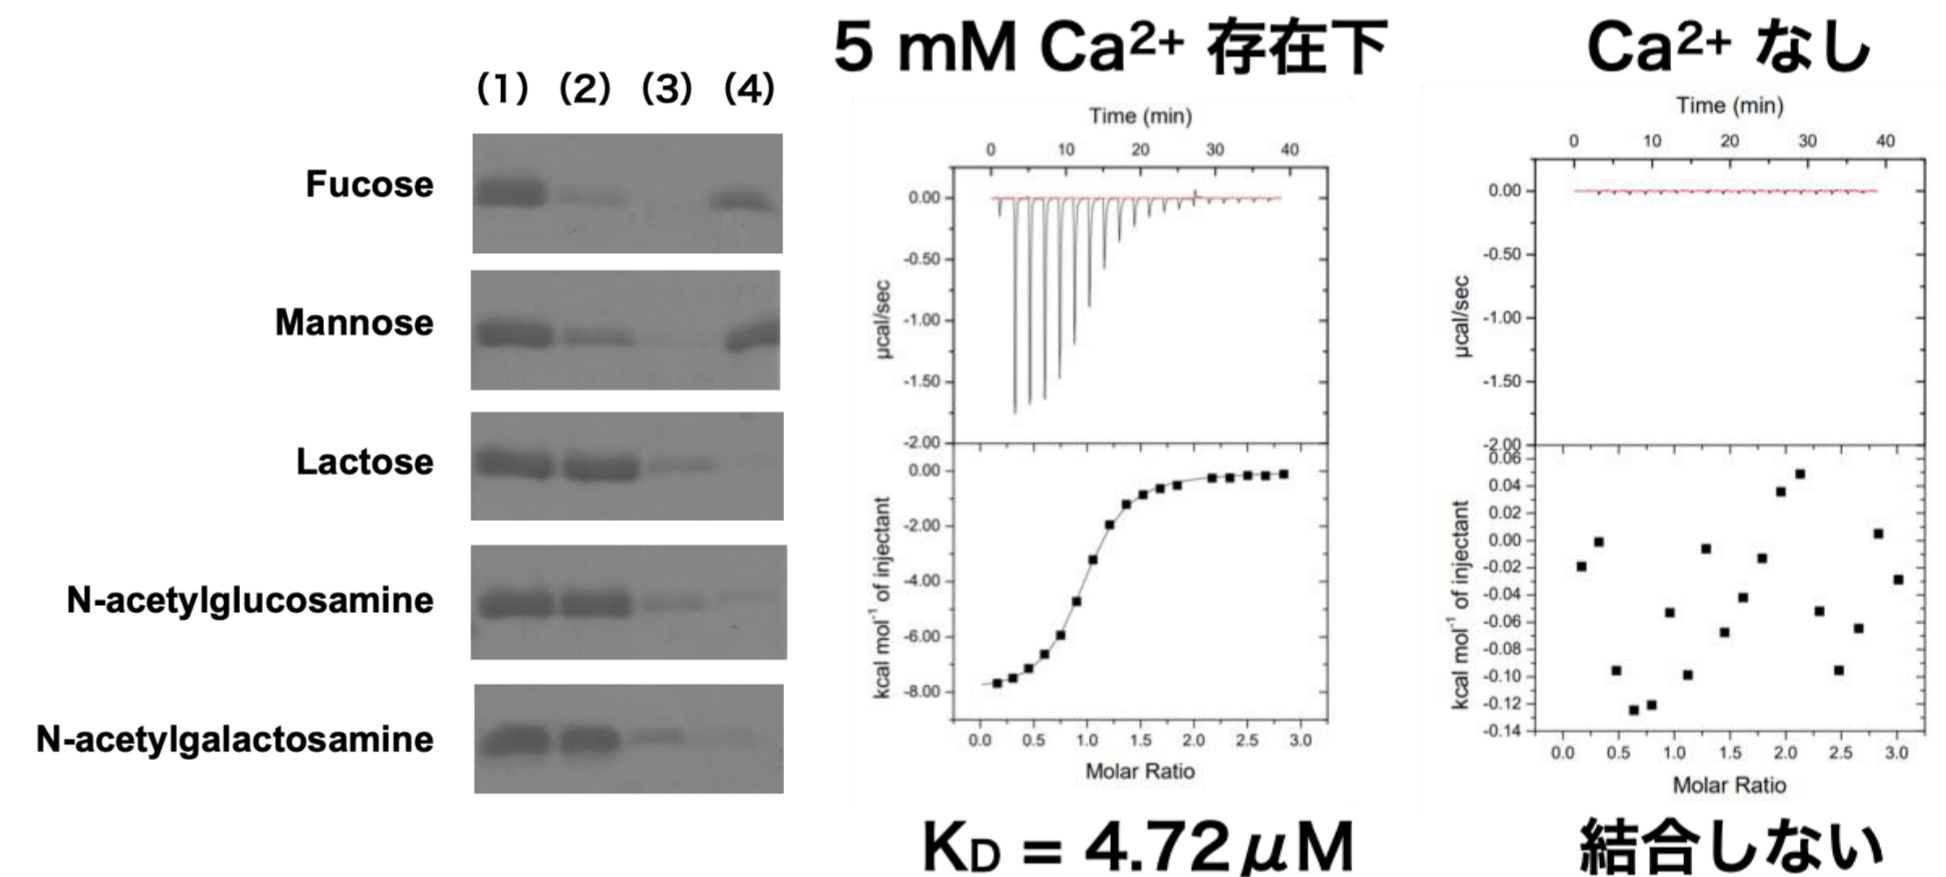 (1) (2) (3) (4)
Fucose
Mannose
Lactose
N-acetylglucosamine
N-acetylgalactosamine
5 mM Ca2+ 存在下
Time (min)
0 10 20 30 40
0.00
-0.50
-1.00
-1.50
-2.00
µcal/sec
0.00
-2.00
-4.00
-6.00
-8.00
kcal mol-1 of injectant
0.0 0.5 1.0 1.5 2.0 2.5 3.0
Molar Ratio
KD = 4.72μM
Ca2+ なし
Time (min)
0 10 20 30 40
0.00
-0.50
-1.00
-1.50
-2.00
µcal/sec
0.06
0.04
0.02
0.00
-0.02
-0.04
-0.06
-0.08
-0.10
-0.12
-0.14
kcal mol-1 of injectant
0.0 0.5 1.0 1.5 2.0 2.5 3.0
Molar Ratio
結合しない